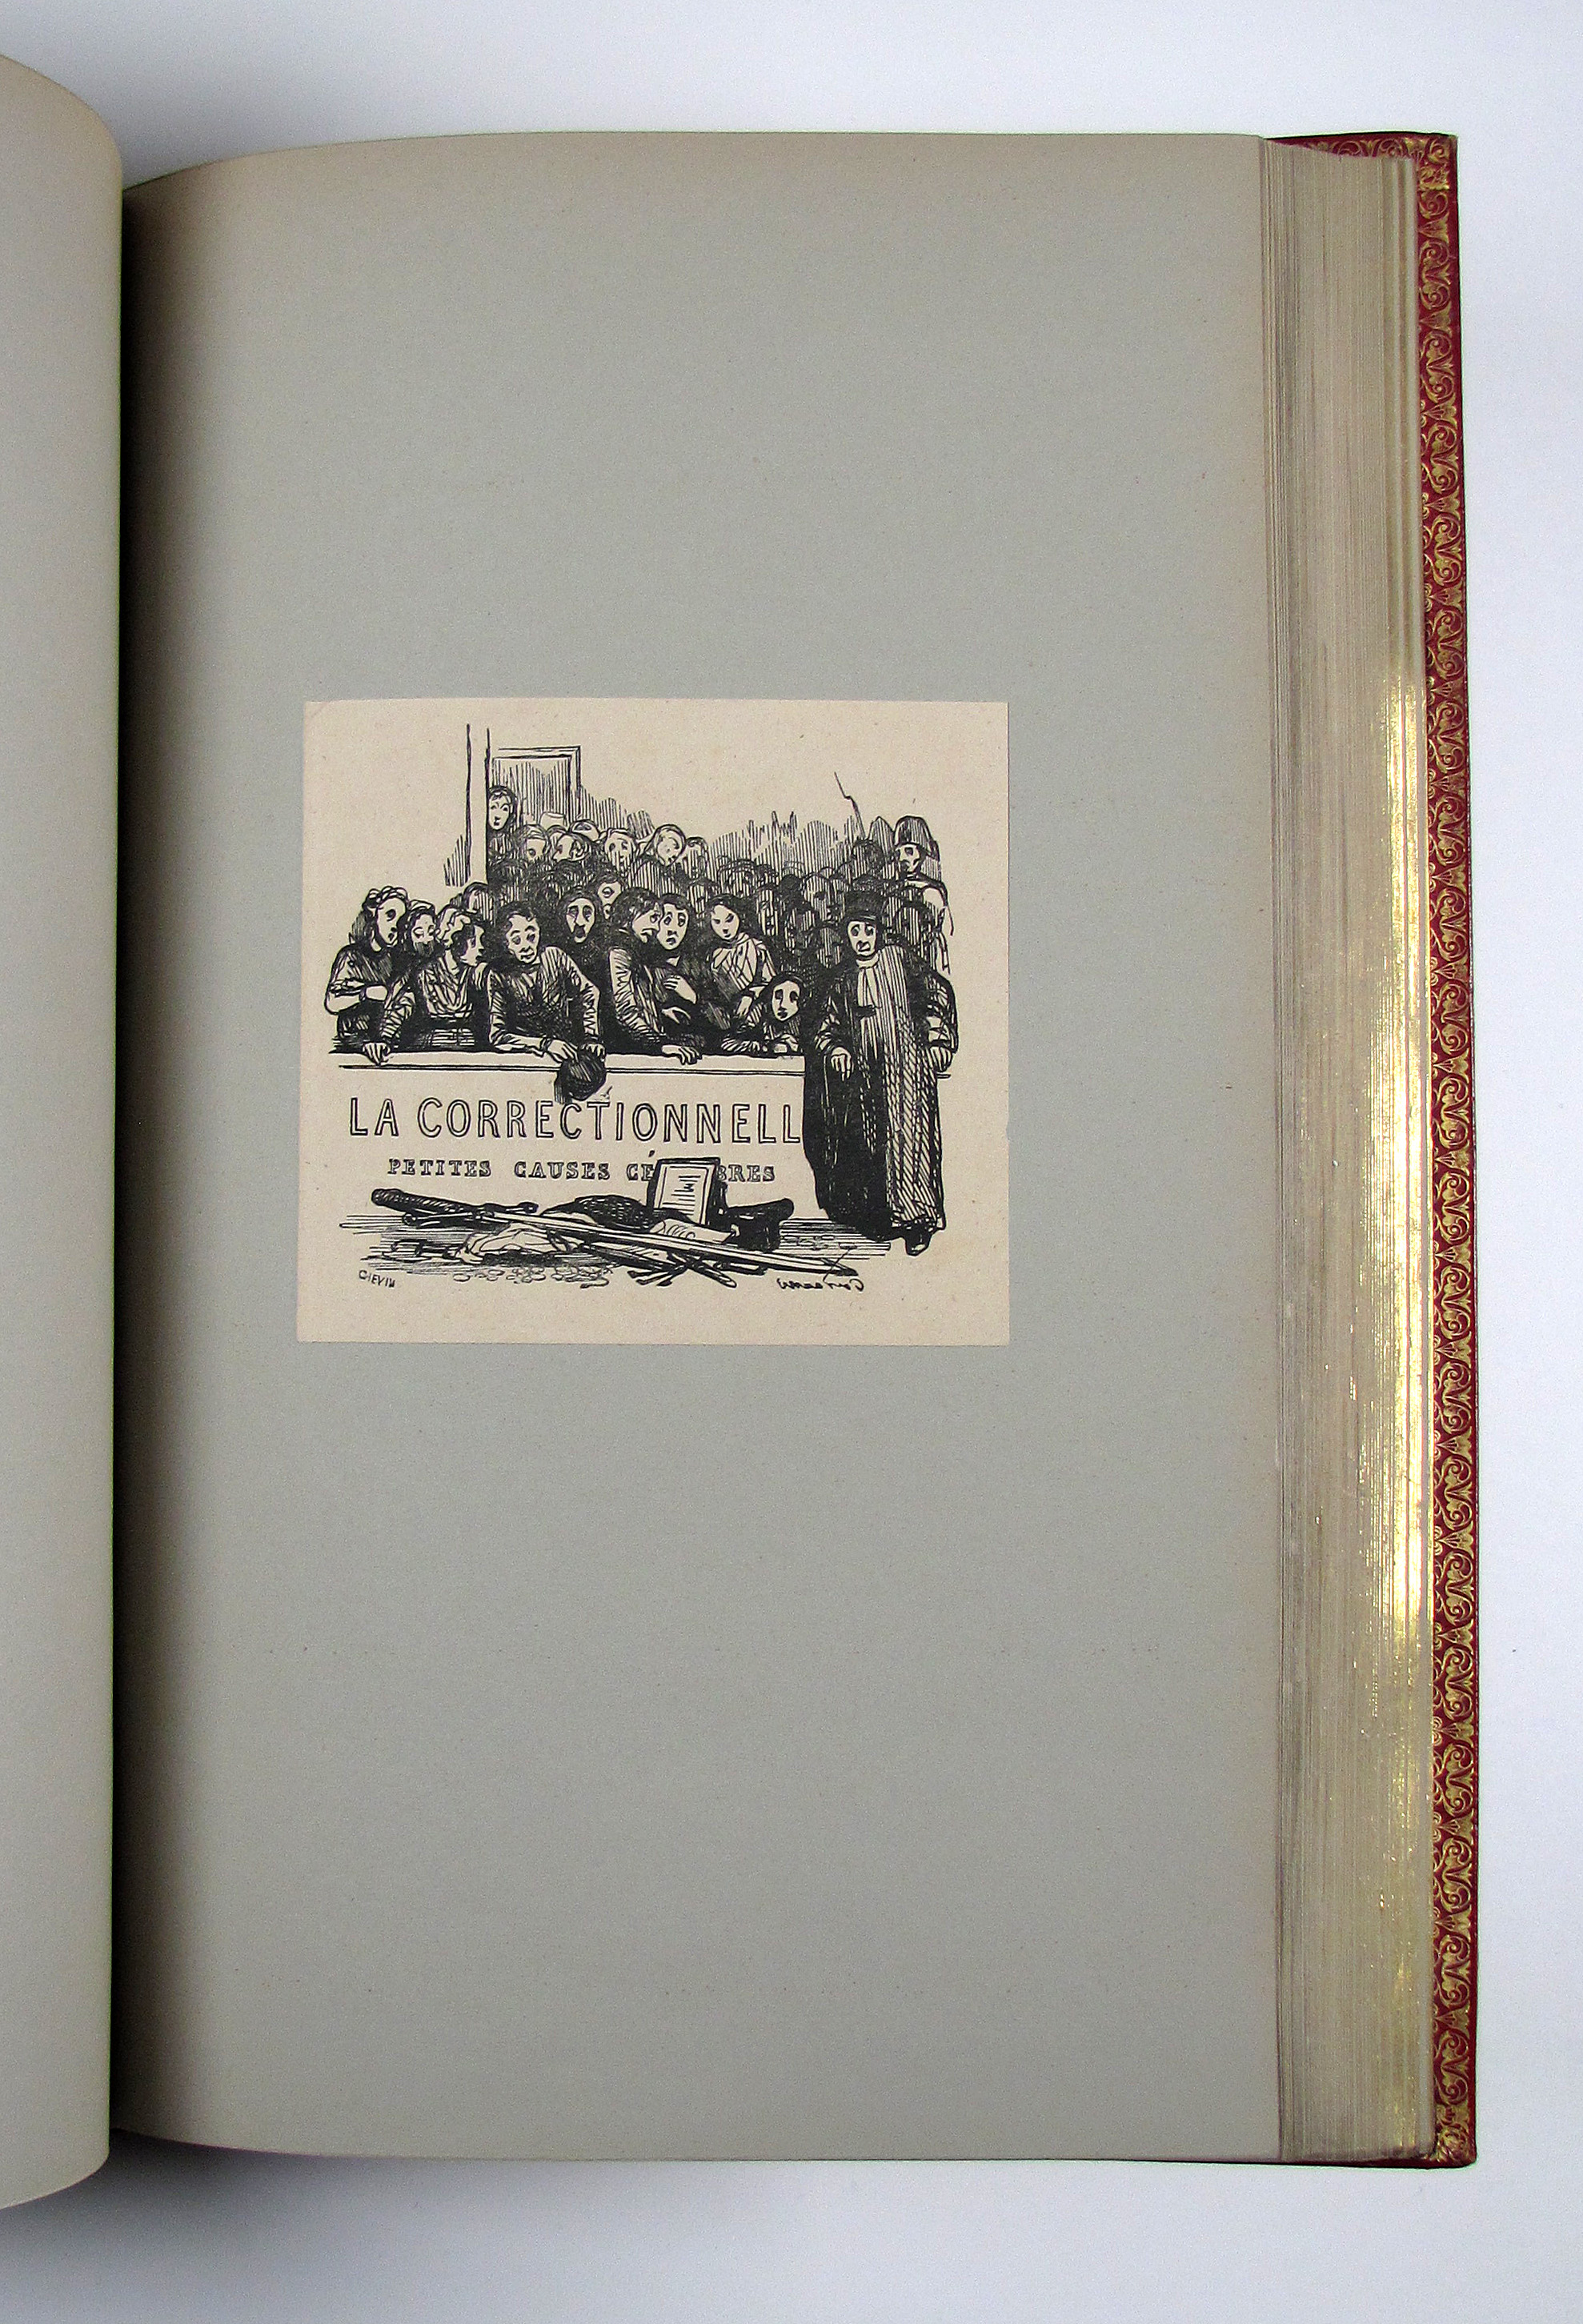 LA CORRECTIONNELL
PETITES CAUSES CÉ BRES